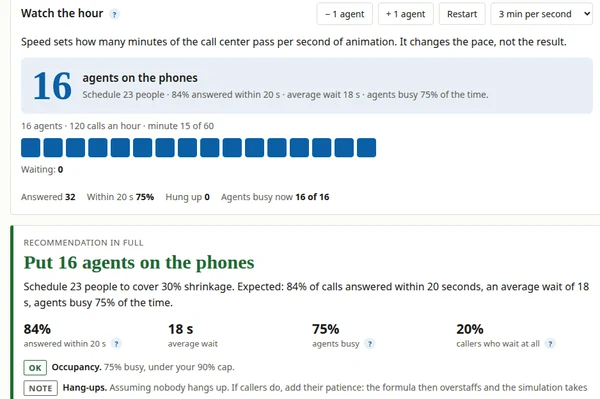 Watch the hour ?
− 1 agent
+ 1 agent
Restart
3 min per second
Speed sets how many minutes of the call center pass per second of animation. It changes the pace, not the result.
16
agents on the phones
Schedule 23 people · 84% answered within 20 s · average wait 18 s · agents busy 75% of the time.
16 agents · 120 calls an hour · minute 15 of 60
Waiting: 0
Answered 32 Within 20 s 75% Hung up 0 Agents busy now 16 of 16
RECOMMENDATION IN FULL
Put 16 agents on the phones
Schedule 23 people to cover 30% shrinkage. Expected: 84% of calls answered within 20 seconds, an average wait of 18
s, agents busy 75% of the time.
84% 18 s 75% 20%
answered within 20 s ? average wait agents busy ? callers who wait at all ?
OK Occupancy. 75% busy, under your 90% cap.
NOTE Hang-ups. Assuming nobody hangs up. If callers do, add their patience: the formula then overstaffs and the simulation takes